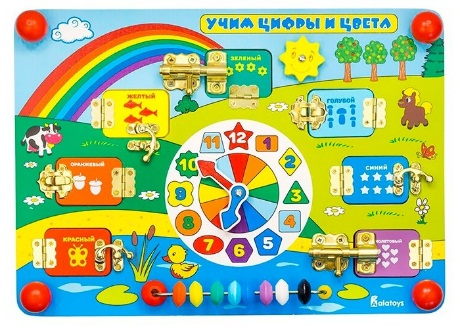 УЧИМ ЦИФРЫ И ЦВЕТА
ЗЕЛЕНЫЙ
ЖЕЛТЫЙ
ГОЛУБОЙ
ОРАНЖЕВЫЙ
СИНИЙ
КРАСНЫЙ
12
1
2
3
4
5
6
7
8
9
10
11
alatoys